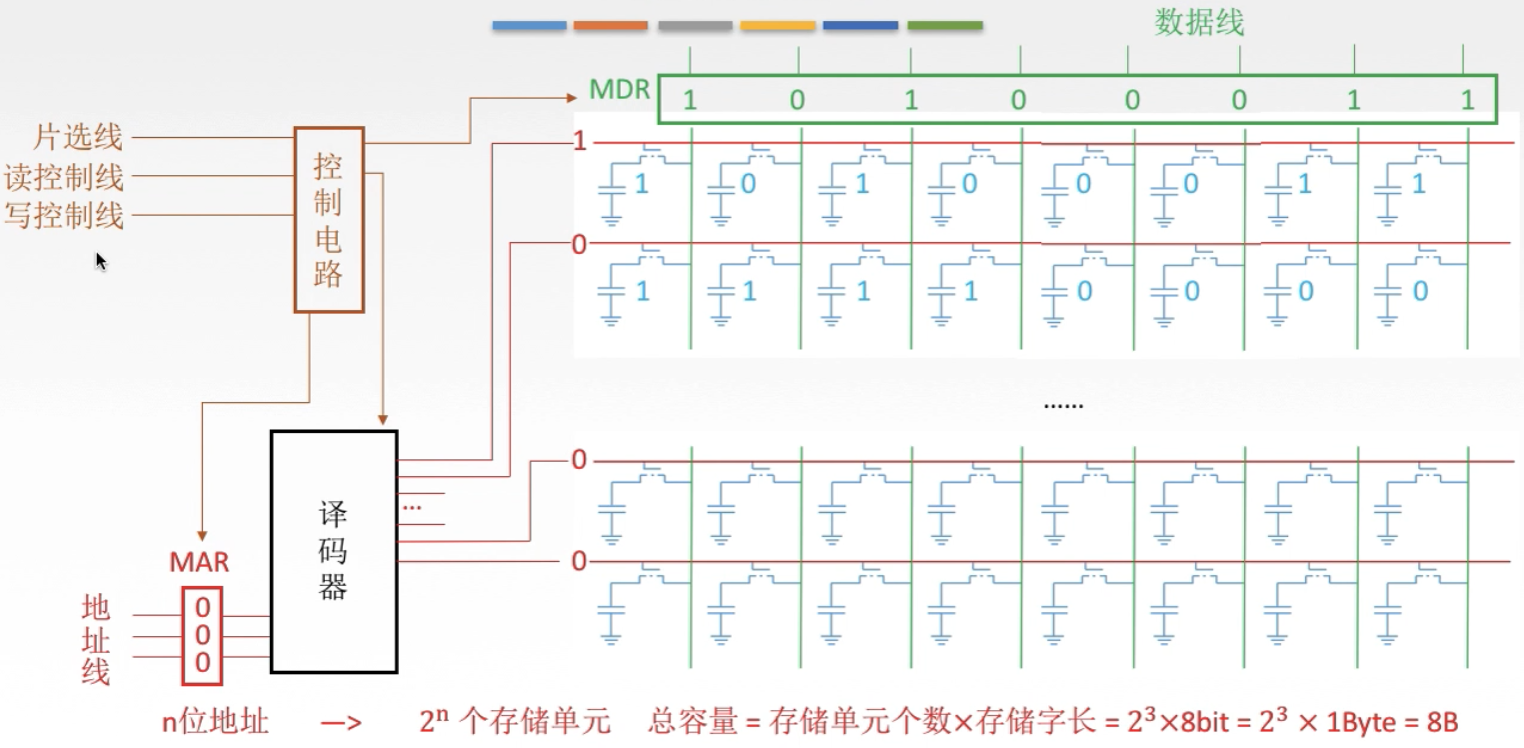 数据线
MDR 1 0 1 0 0 0 1 1
片选线
读控制线
写控制线
控制电路
1
1 0 1 0 0 0 1 1
0
1 1 1 1 0 0 0 0
……
0
0
译码器
...
MAR
地址线
0
0
0
n位地址 —> 2ⁿ 个存储单元 总容量 = 存储单元个数×存储字长 = 2³×8bit = 2³ × 1Byte = 8B